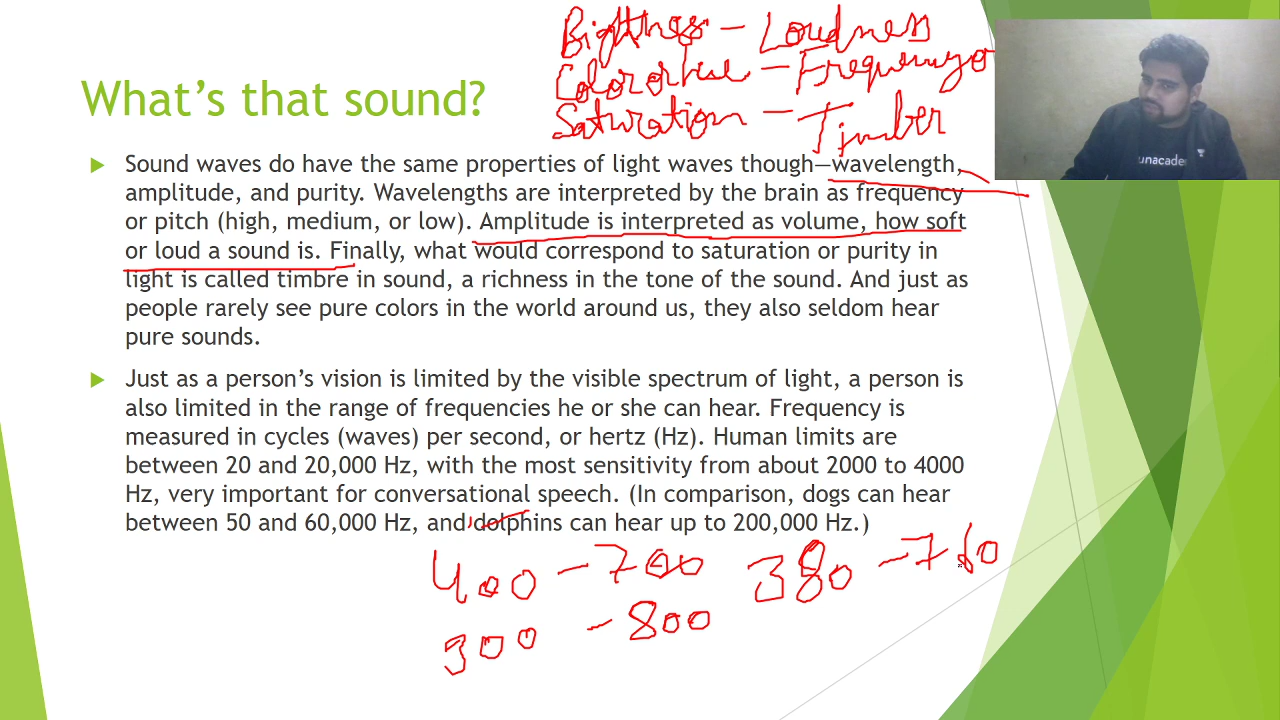 Bightness - Loudness
Colororhue - Frequencyo
Saturation - Timber
unacade
What's that sound?
Sound waves do have the same properties of light waves though—wavelength,
amplitude, and purity. Wavelengths are interpreted by the brain as frequency
or pitch (high, medium, or low). Amplitude is interpreted as volume, how soft
or loud a sound is. Finally, what would correspond to saturation or purity in
light is called timbre in sound, a richness in the tone of the sound. And just as
people rarely see pure colors in the world around us, they also seldom hear
pure sounds.
Just as a person's vision is limited by the visible spectrum of light, a person is
also limited in the range of frequencies he or she can hear. Frequency is
measured in cycles (waves) per second, or hertz (Hz). Human limits are
between 20 and 20,000 Hz, with the most sensitivity from about 2000 to 4000
Hz, very important for conversational speech. (In comparison, dogs can hear
between 50 and 60,000 Hz, and dolphins can hear up to 200,000 Hz.)
400 - 700 380 - 760
300 - 800